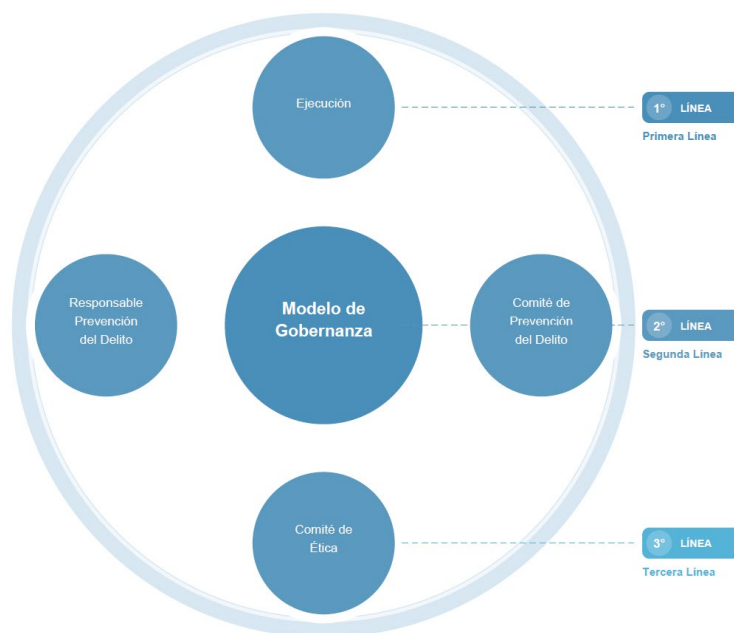 Ejecución
1° LÍNEA
Primera Línea
Responsable
Prevención
del Delito
Modelo de
Gobernanza
Comité de
Prevención
del Delito
2° LÍNEA
Segunda Línea
Comité de
Ética
3° LÍNEA
Tercera Línea